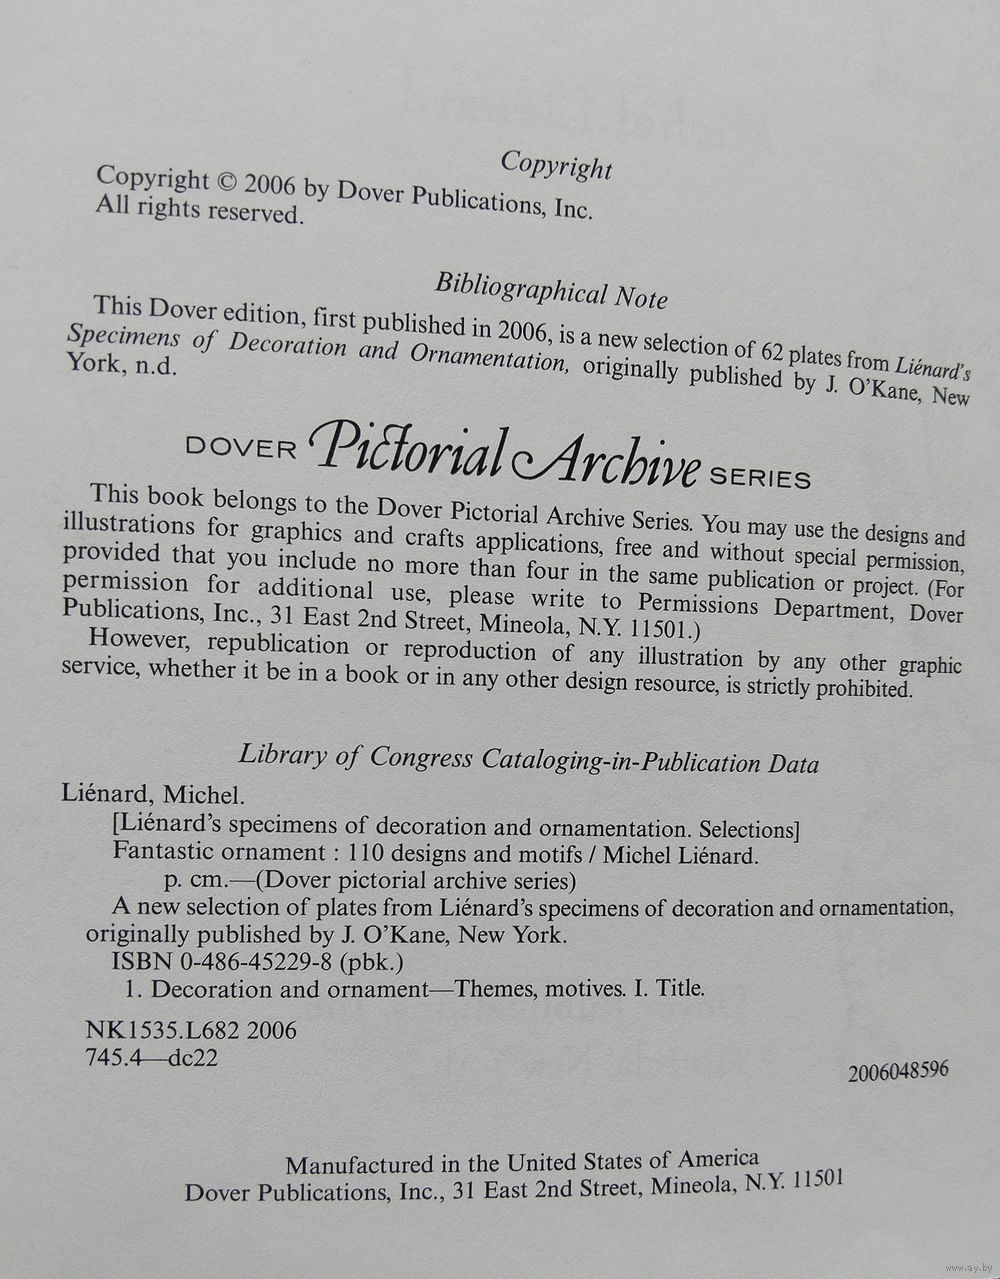 Copyright
Copyright © 2006 by Dover Publications, Inc.
All rights reserved.
Bibliographical Note
This Dover edition, first published in 2006, is a new selection of 62 plates from Liénard's
Specimens of Decoration and Ornamentation, originally published by J. O'Kane, New
York, n.d.
DOVER Pictorial Archive SERIES
This book belongs to the Dover Pictorial Archive Series. You may use the designs and
illustrations for graphics and crafts applications, free and without special permission,
provided that you include no more than four in the same publication or project. (For
permission for additional use, please write to Permissions Department, Dover
Publications, Inc., 31 East 2nd Street, Mineola, N.Y. 11501.)
However, republication or reproduction of any illustration by any other graphic
service, whether it be in a book or in any other design resource, is strictly prohibited.
Library of Congress Cataloging-in-Publication Data
Liénard, Michel.
[Liénard's specimens of decoration and ornamentation. Selections]
Fantastic ornament : 110 designs and motifs / Michel Liénard.
p. cm.—(Dover pictorial archive series)
A new selection of plates from Liénard's specimens of decoration and ornamentation,
originally published by J. O'Kane, New York.
ISBN 0-486-45229-8 (pbk.)
1. Decoration and ornament—Themes, motives. I. Title.
NK1535.L682 2006
745.4—dc22
2006048596
Manufactured in the United States of America
Dover Publications, Inc., 31 East 2nd Street, Mineola, N.Y. 11501
www.ay.by